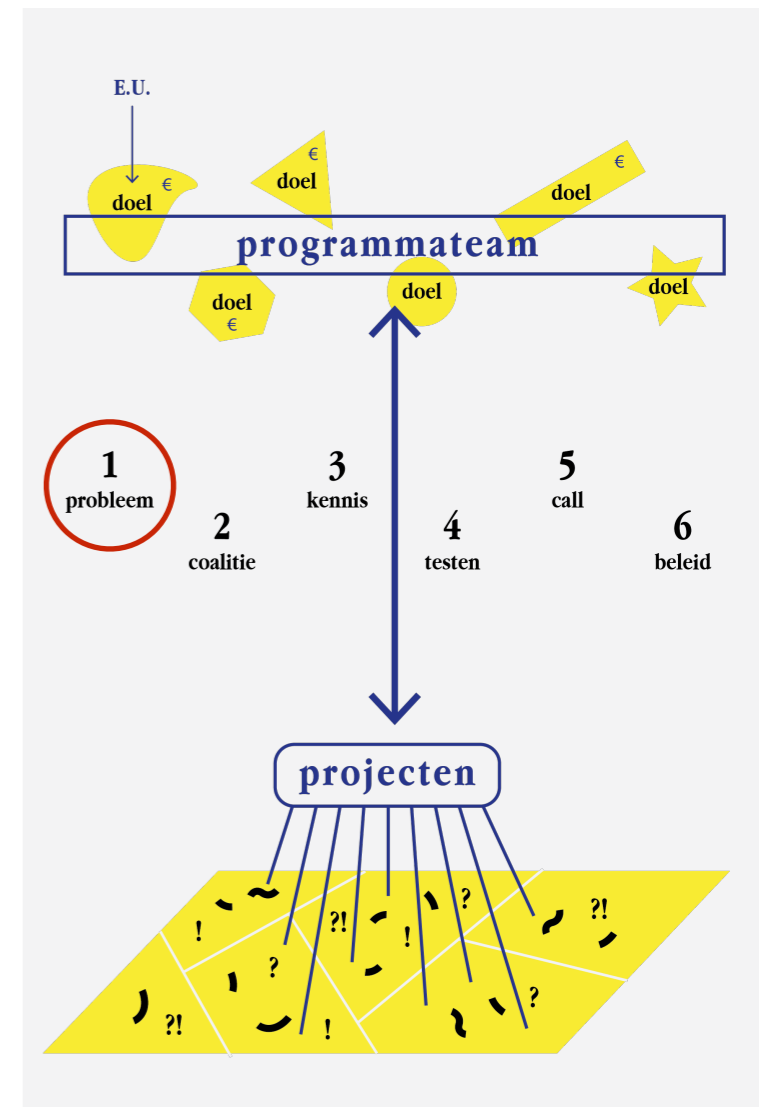 E.U.
€
doel
€
doel
€
doel
programmateam
doel
€
doel
doel
1
probleem
2
coalitie
3
kennis
4
testen
5
call
6
beleid
projecten
!
?!
?
!
?!
?
?!
!
?